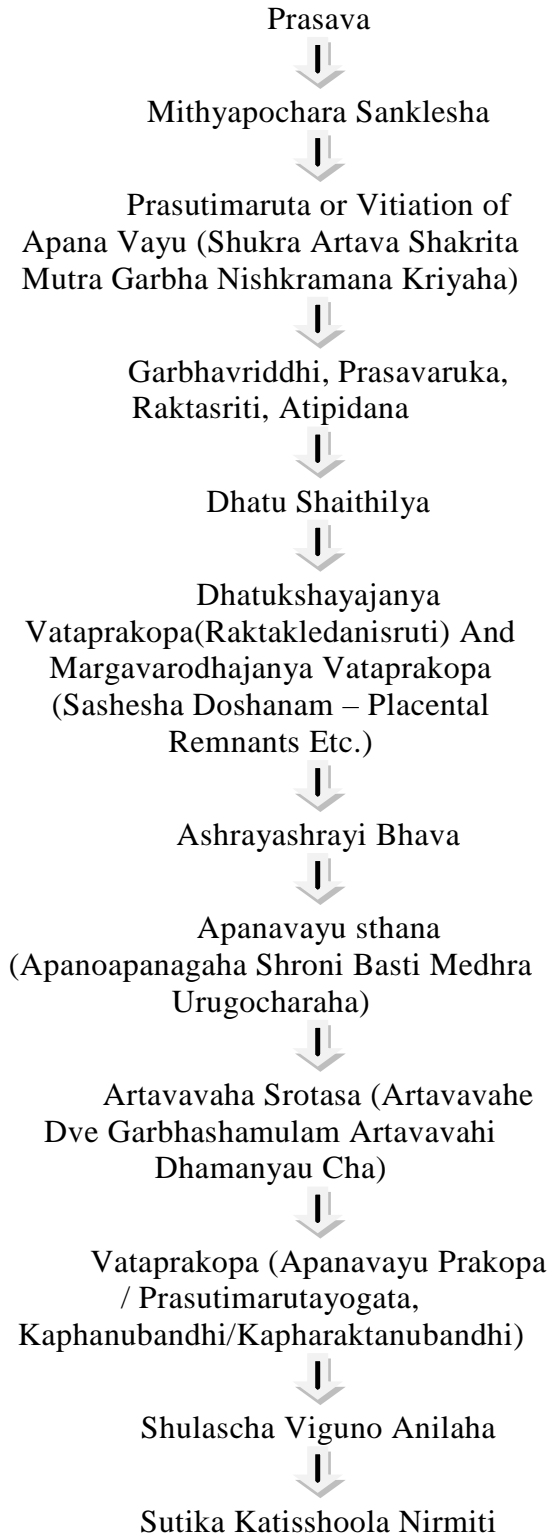 Prasava
Mithyapochara Sanklesha
Prasutimaruta or Vitiation of
Apana Vayu (Shukra Artava Shakrita
Mutra Garbha Nishkramana Kriyaha)
Garbhavriddhi, Prasavaruka,
Raktasriti, Atipidana
Dhatu Shaithilya
Dhatukshayajanya
Vataprakopa(Raktakledanisruti) And
Margavarodhajanya Vataprakopa
(Sashesha Doshanam – Placental
Remnants Etc.)
Ashrayashrayi Bhava
Apanavayu sthana
(Apanoapanagaha Shroni Basti Medhra
Urugocharaha)
Artavavaha Srotasa (Artavavahe
Dve Garbhashamulam Artavavahi
Dhamanyau Cha)
Vataprakopa (Apanavayu Prakopa
/ Prasutimarutayogata,
Kaphanubandhi/Kapharaktanubandhi)
Shulascha Viguno Anilaha
Sutika Katisshoola Nirmiti